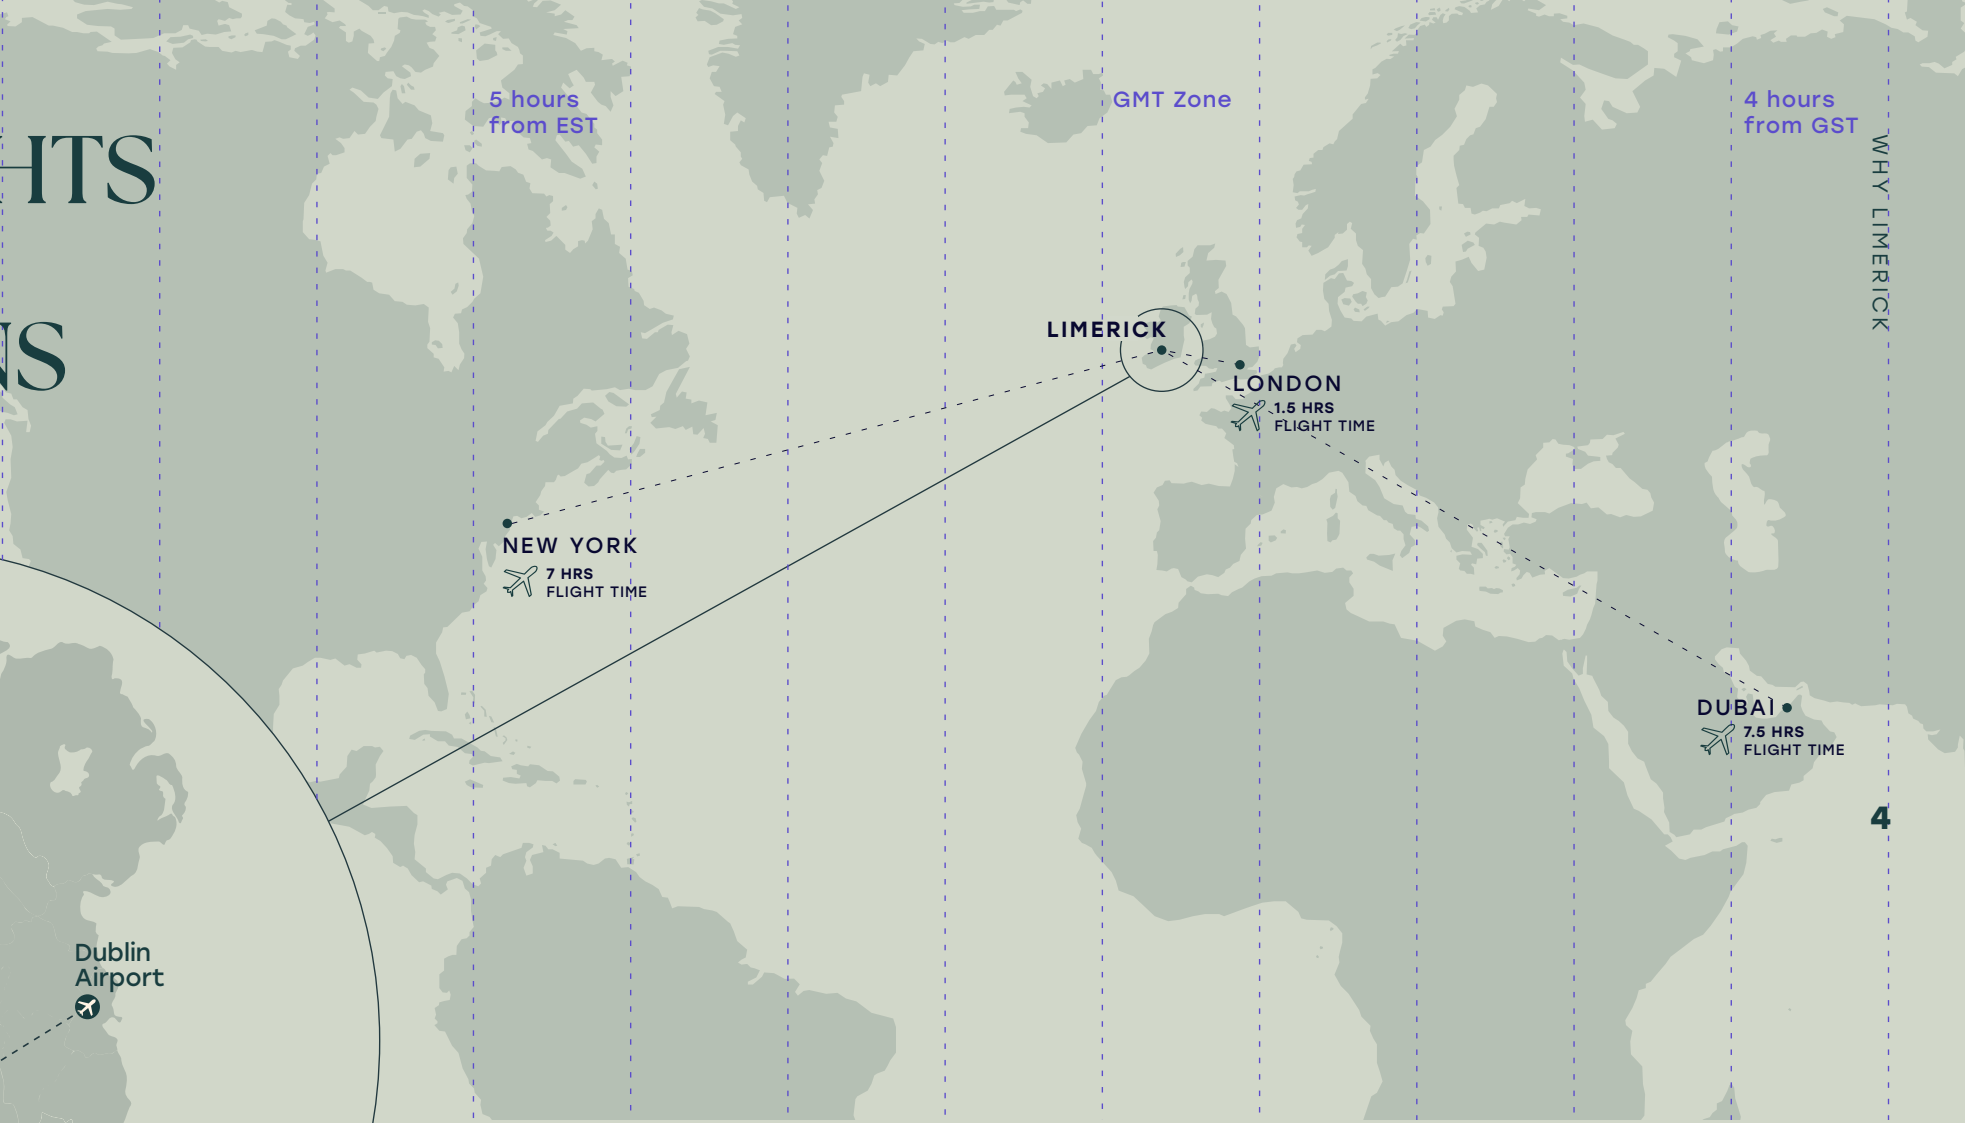 5 hours
from EST
GMT Zone
4 hours
from GST
HTS
WHY LIMERICK
NS
LIMERICK
LONDON
1.5 HRS
FLIGHT TIME
NEW YORK
7 HRS
FLIGHT TIME
DUBAI
7.5 HRS
FLIGHT TIME
4
Dublin
Airport